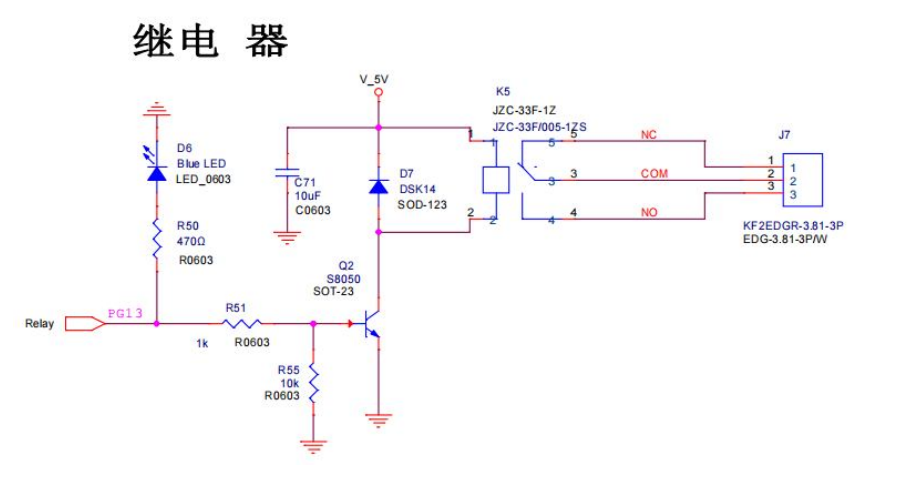 继电 器
V_5V
K5
JZC-33F-1Z
JZC-33F/005-1ZS
D6
Blue LED
LED_0603
C71
10uF
C0603
D7
DSK14
SOD-123
1
1
2
2
5
5
NC
3
3
COM
4
4
NO
J7
1
1
2
2
3
3
KF2EDGR-3.81-3P
EDG-3.81-3P/W
R50
470Ω
R0603
Q2
S8050
SOT-23
Relay
PG13
R51
1k
R0603
R55
10k
R0603